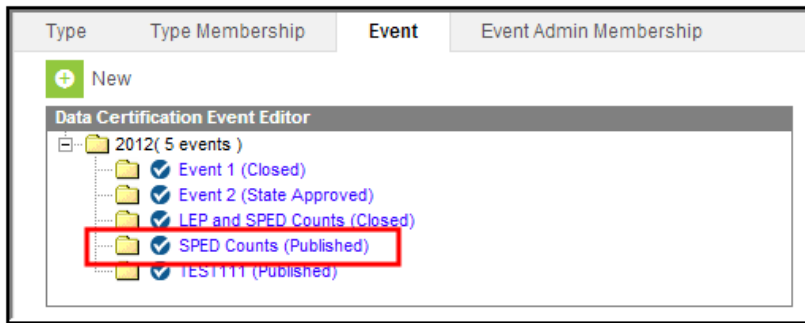 Type Type Membership Event Event Admin Membership
New
Data Certification Event Editor
2012( 5 events )
Event 1 (Closed)
Event 2 (State Approved)
LEP and SPED Counts (Closed)
SPED Counts (Published)
TEST111 (Published)